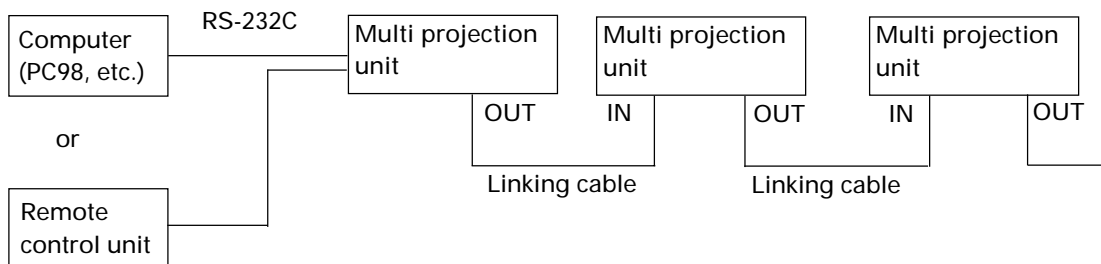 RS-232C
Computer
(PC98, etc.)
Multi projection
unit
Multi projection
unit
Multi projection
unit
OUT
IN
OUT
IN
OUT
or
Linking cable
Linking cable
Remote
control unit